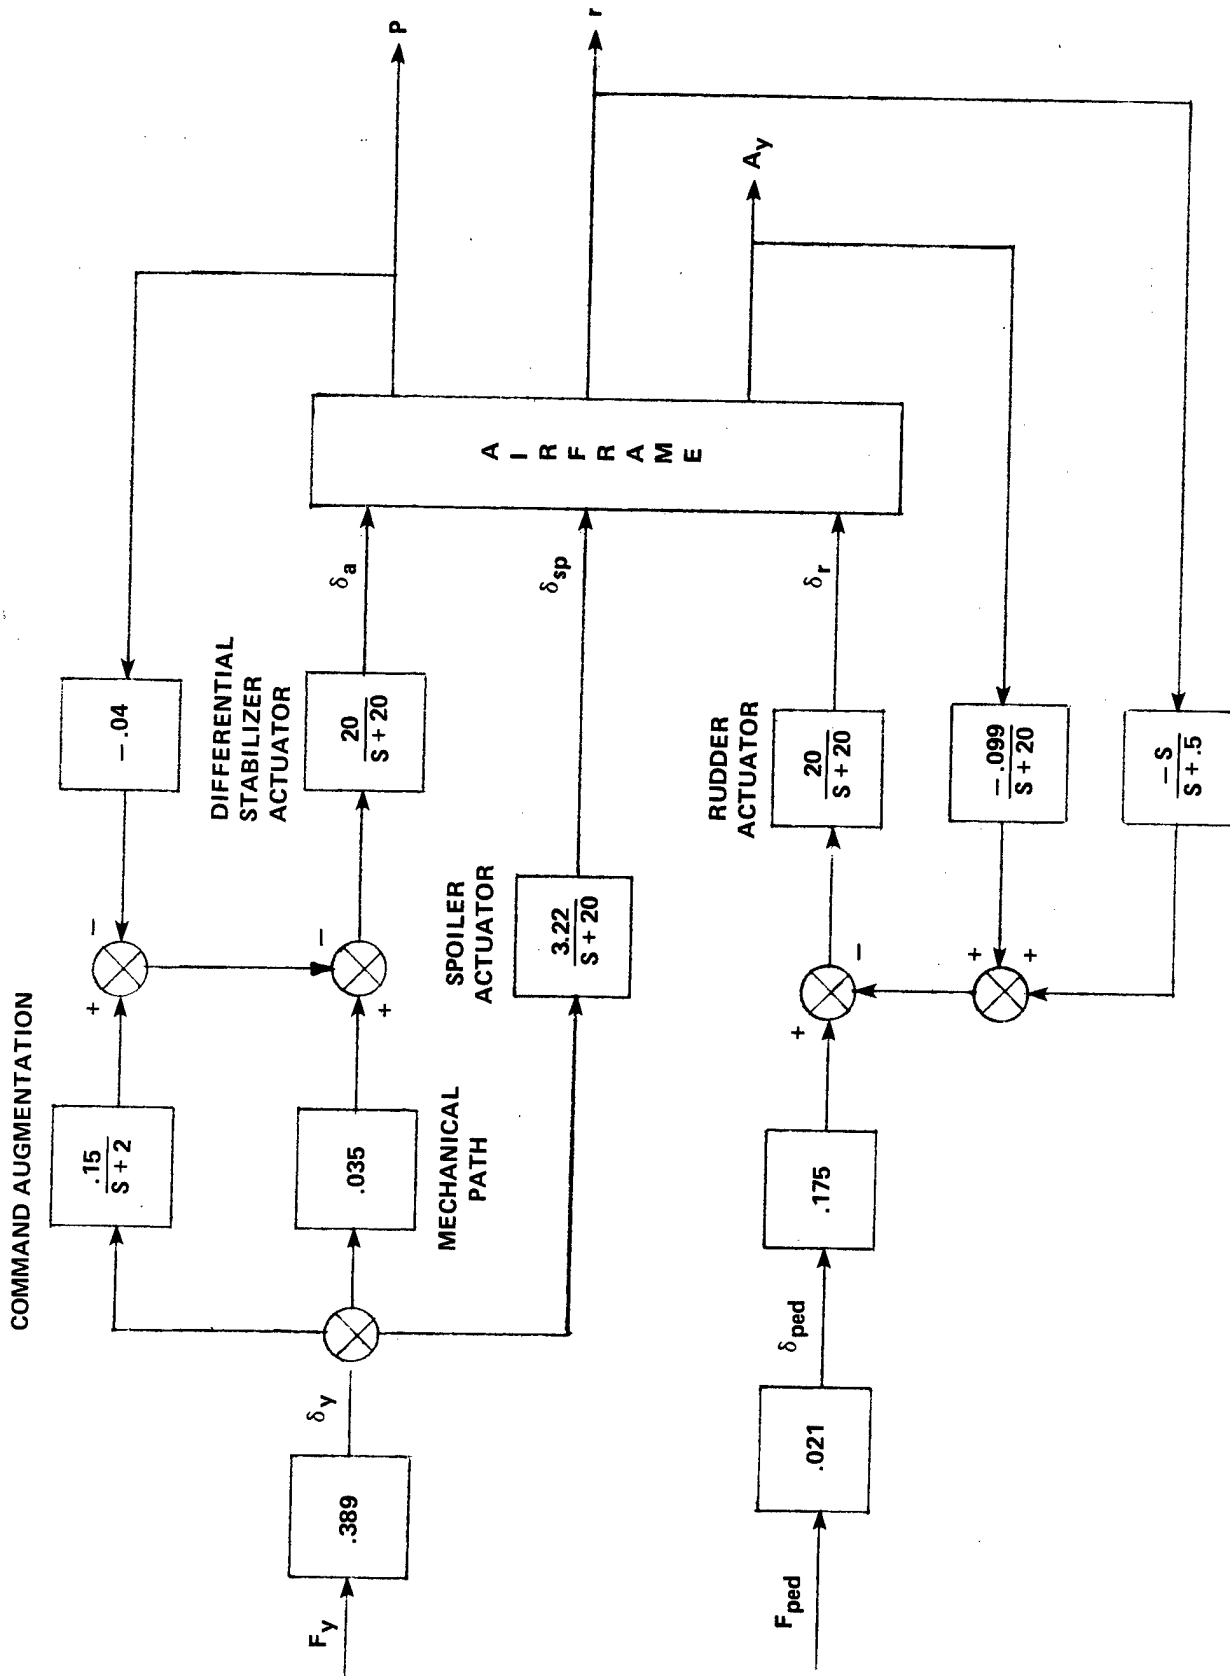 COMMAND AUGMENTATION
.15
S + 2
+
−
− .04
P
F_y
.389
δ_y
.035
+
−
MECHANICAL
PATH
DIFFERENTIAL
STABILIZER
ACTUATOR
20
S + 20
δ_a
SPOILER
ACTUATOR
3.22
S + 20
δ_sp
AIRFRAME
r
A_y
F_ped
.021
δ_ped
.175
+
−
RUDDER
ACTUATOR
20
S + 20
δ_r
+
+
− .099
S + 20
− S
S + .5